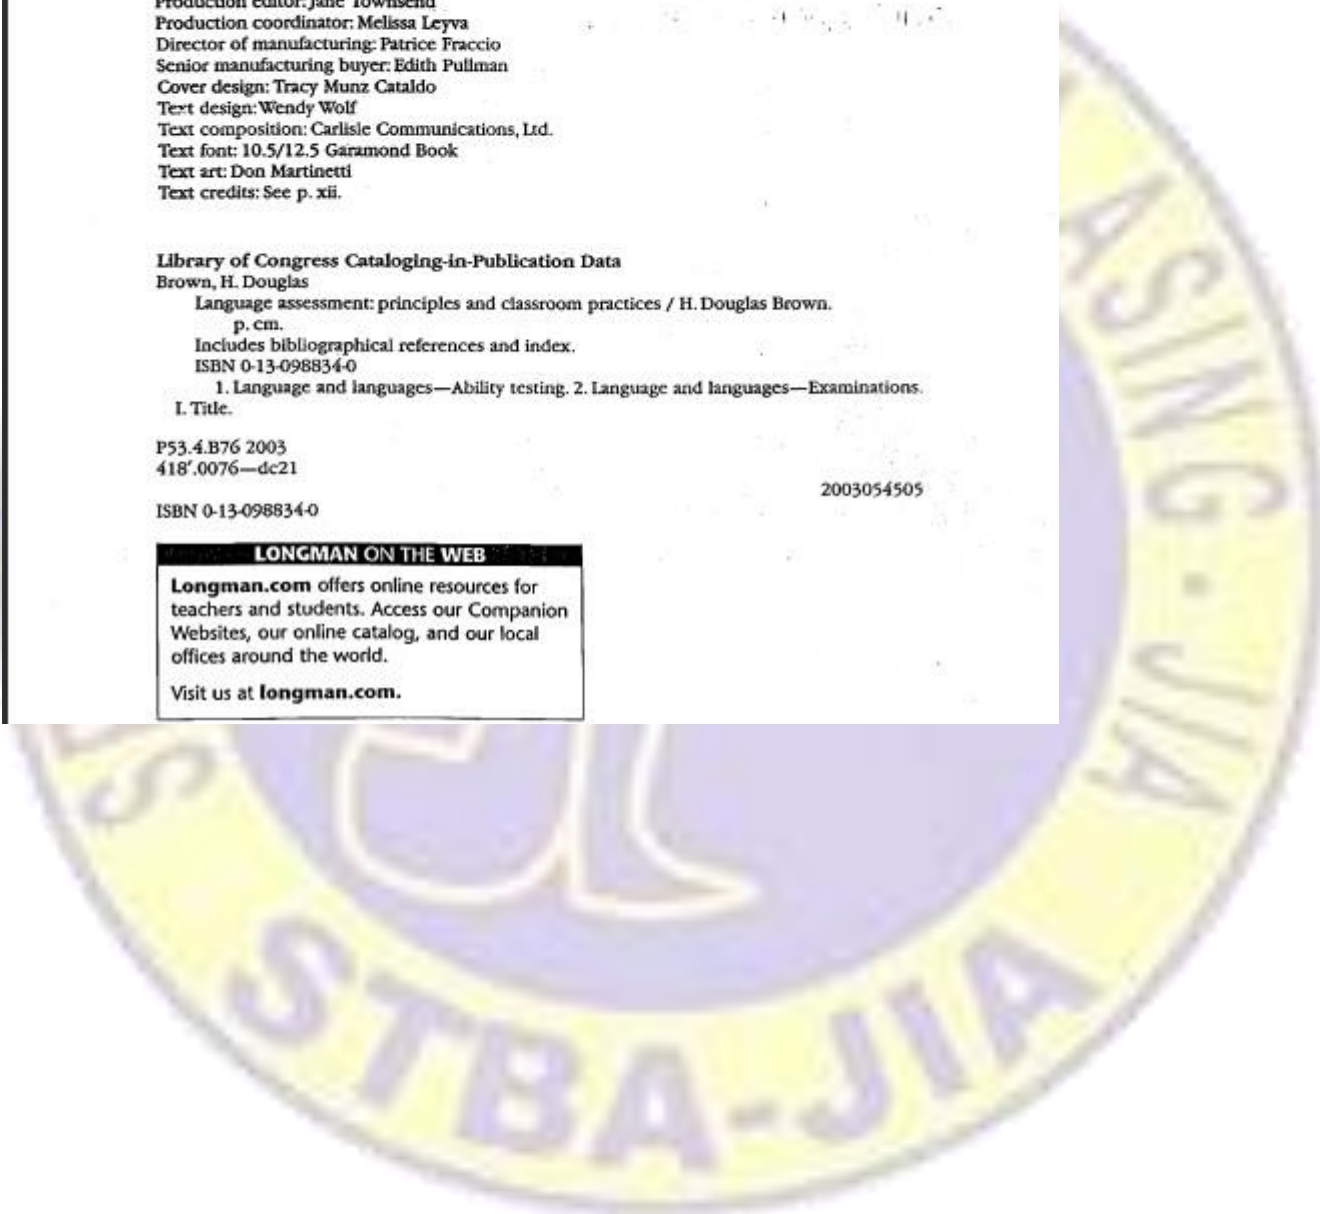 Production editor: Jane Townsend
Production coordinator: Melissa Leyva
Director of manufacturing: Patrice Fraccio
Senior manufacturing buyer: Edith Pullman
Cover design: Tracy Munz Cataldo
Text design: Wendy Wolf
Text composition: Carlisle Communications, Ltd.
Text font: 10.5/12.5 Garamond Book
Text art: Don Martinetti
Text credits: See p. xii.
Library of Congress Cataloging-in-Publication Data
Brown, H. Douglas
Language assessment: principles and classroom practices / H. Douglas Brown.
p. cm.
Includes bibliographical references and index.
ISBN 0-13-098834-0
1. Language and languages—Ability testing. 2. Language and languages—Examinations.
I. Title.
P53.4.B76 2003
418′.0076—dc21
2003054505
ISBN 0-13-098834-0
LONGMAN ON THE WEB
Longman.com offers online resources for
teachers and students. Access our Companion
Websites, our online catalog, and our local
offices around the world.
Visit us at longman.com.
ASING · JIA
STBA-JIA